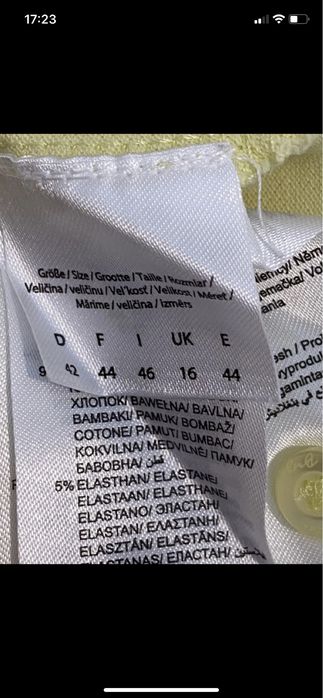 17:23
Größe / Size / Grootte / Taille / Rozmiar /
Veličina / veličinu / Veľkosť / Velikost / Méret /
Mărime / veličina / izmērs
D F I UK E
42 44 46 16 44
ХЛОПОК/ BAWEŁNA/ BAVLNA/
BAMBAKI/ PAMUK/ BOMBAŽ/
COTONE/ PAMUT/ BUMBAC/
KOKVILNA/ MEDVILNĖ/ ПАМУК/
БАВОВНА/ قطن/
5% ELASTHAN/ ELASTANE/
ELASTAAN/ ELASTHANE/
ELASTANO/ ЭЛАСТАН/
ELASTAN/ ΕΛΑΣΤΑΝΗ/
ELASZTÁN/ ELASTĀNS/
ELASTANAS/ ЕЛАСТАН/